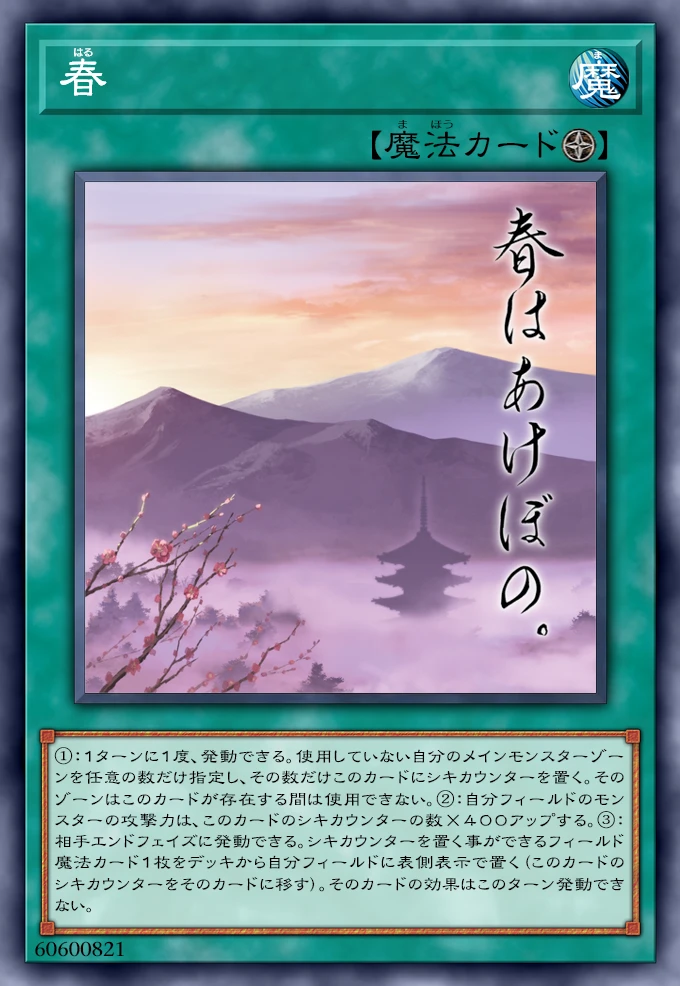 はる
春
ま
魔
ま ほう
【魔法カード】
春はあけぼの。
①：1ターンに1度、発動できる。使用していない自分のメインモンスターゾー
ンを任意の数だけ指定し、その数だけこのカードにシキカウンターを置く。その
ゾーンはこのカードが存在する間は使用できない。②：自分フィールドのモン
スターの攻撃力は、このカードのシキカウンターの数×400アップする。③：
相手エンドフェイズに発動できる。シキカウンターを置く事ができるフィールド
魔法カード1枚をデッキから自分フィールドに表側表示で置く(このカードの
シキカウンターをそのカードに移す)。そのカードの効果はこのターン発動でき
ない。
60600821